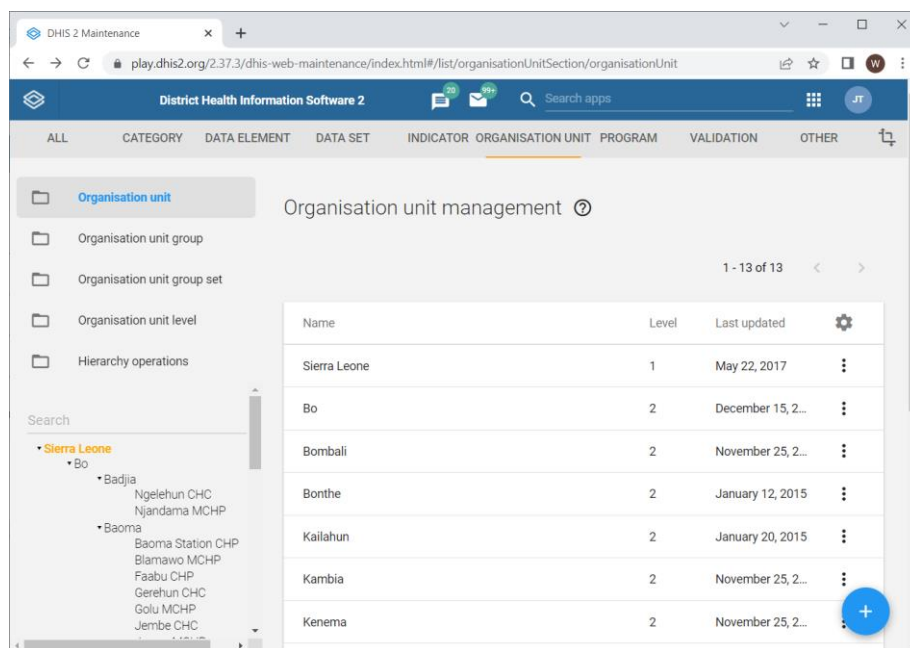 DHIS 2 Maintenance
play.dhis2.org/2.37.3/dhis-web-maintenance/index.html#/list/organisationUnitSection/organisationUnit
W
District Health Information Software 2
20
99+
Search apps
JT
ALL CATEGORY DATA ELEMENT DATA SET INDICATOR ORGANISATION UNIT PROGRAM VALIDATION OTHER
Organisation unit
Organisation unit group
Organisation unit group set
Organisation unit level
Hierarchy operations
Search
Sierra Leone
Bo
Badjia
Ngelehun CHC
Njandama MCHP
Baoma
Baoma Station CHP
Blamawo MCHP
Faabu CHP
Gerehun CHC
Golu MCHP
Jembe CHC
Organisation unit management
1 - 13 of 13
Name Level Last updated
Sierra Leone 1 May 22, 2017
Bo 2 December 15, 2...
Bombali 2 November 25, 2...
Bonthe 2 January 12, 2015
Kailahun 2 January 20, 2015
Kambia 2 November 25, 2...
Kenema 2 November 25, 2...